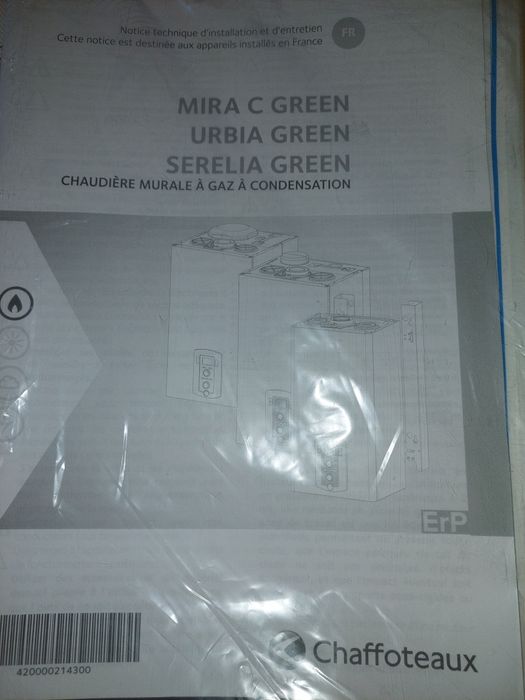 Notice technique d'installation et d'entretien
Cette notice est destinée aux appareils installés en France
FR
MIRA C GREEN
URBIA GREEN
SERELIA GREEN
CHAUDIÈRE MURALE À GAZ À CONDENSATION
ErP
420000214300
Chaffoteaux